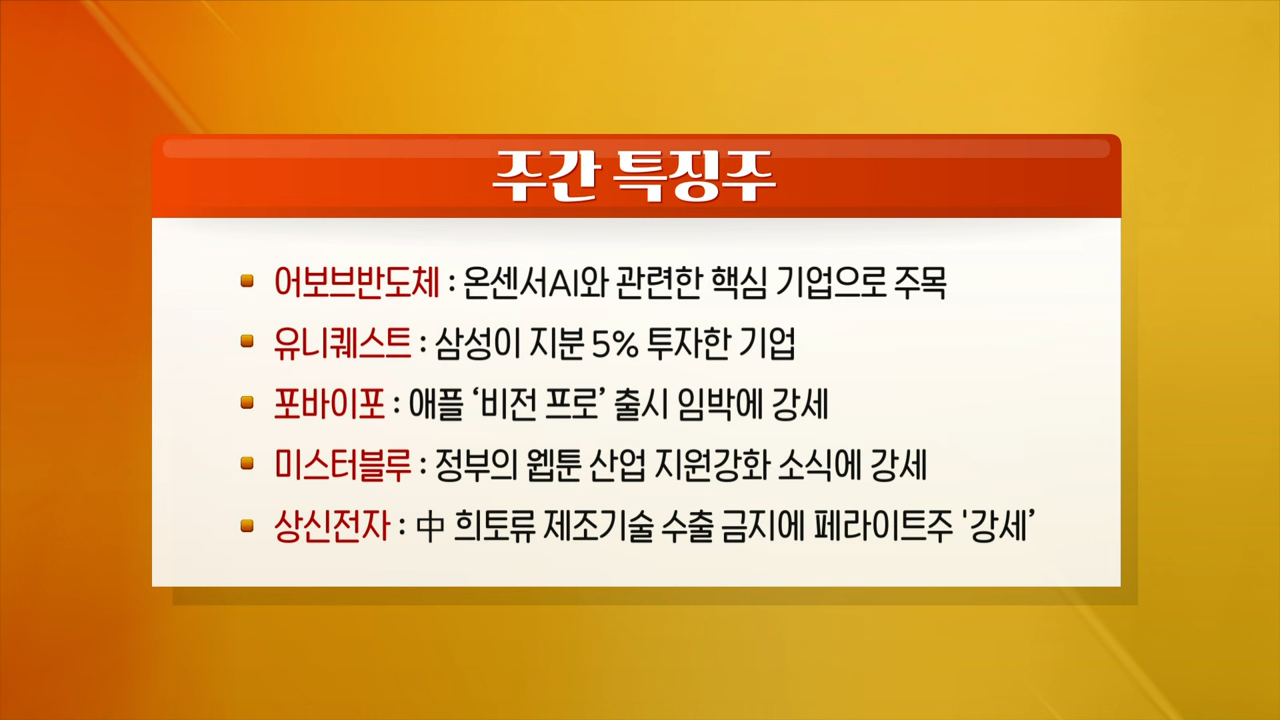 주간 특징주
어보브반도체 : 온센서AI와 관련한 핵심 기업으로 주목
유니퀘스트 : 삼성이 지분 5% 투자한 기업
포바이포 : 애플 ‘비전 프로’ 출시 임박에 강세
미스터블루 : 정부의 웹툰 산업 지원강화 소식에 강세
상신전자 : 中 희토류 제조기술 수출 금지에 페라이트주 '강세’